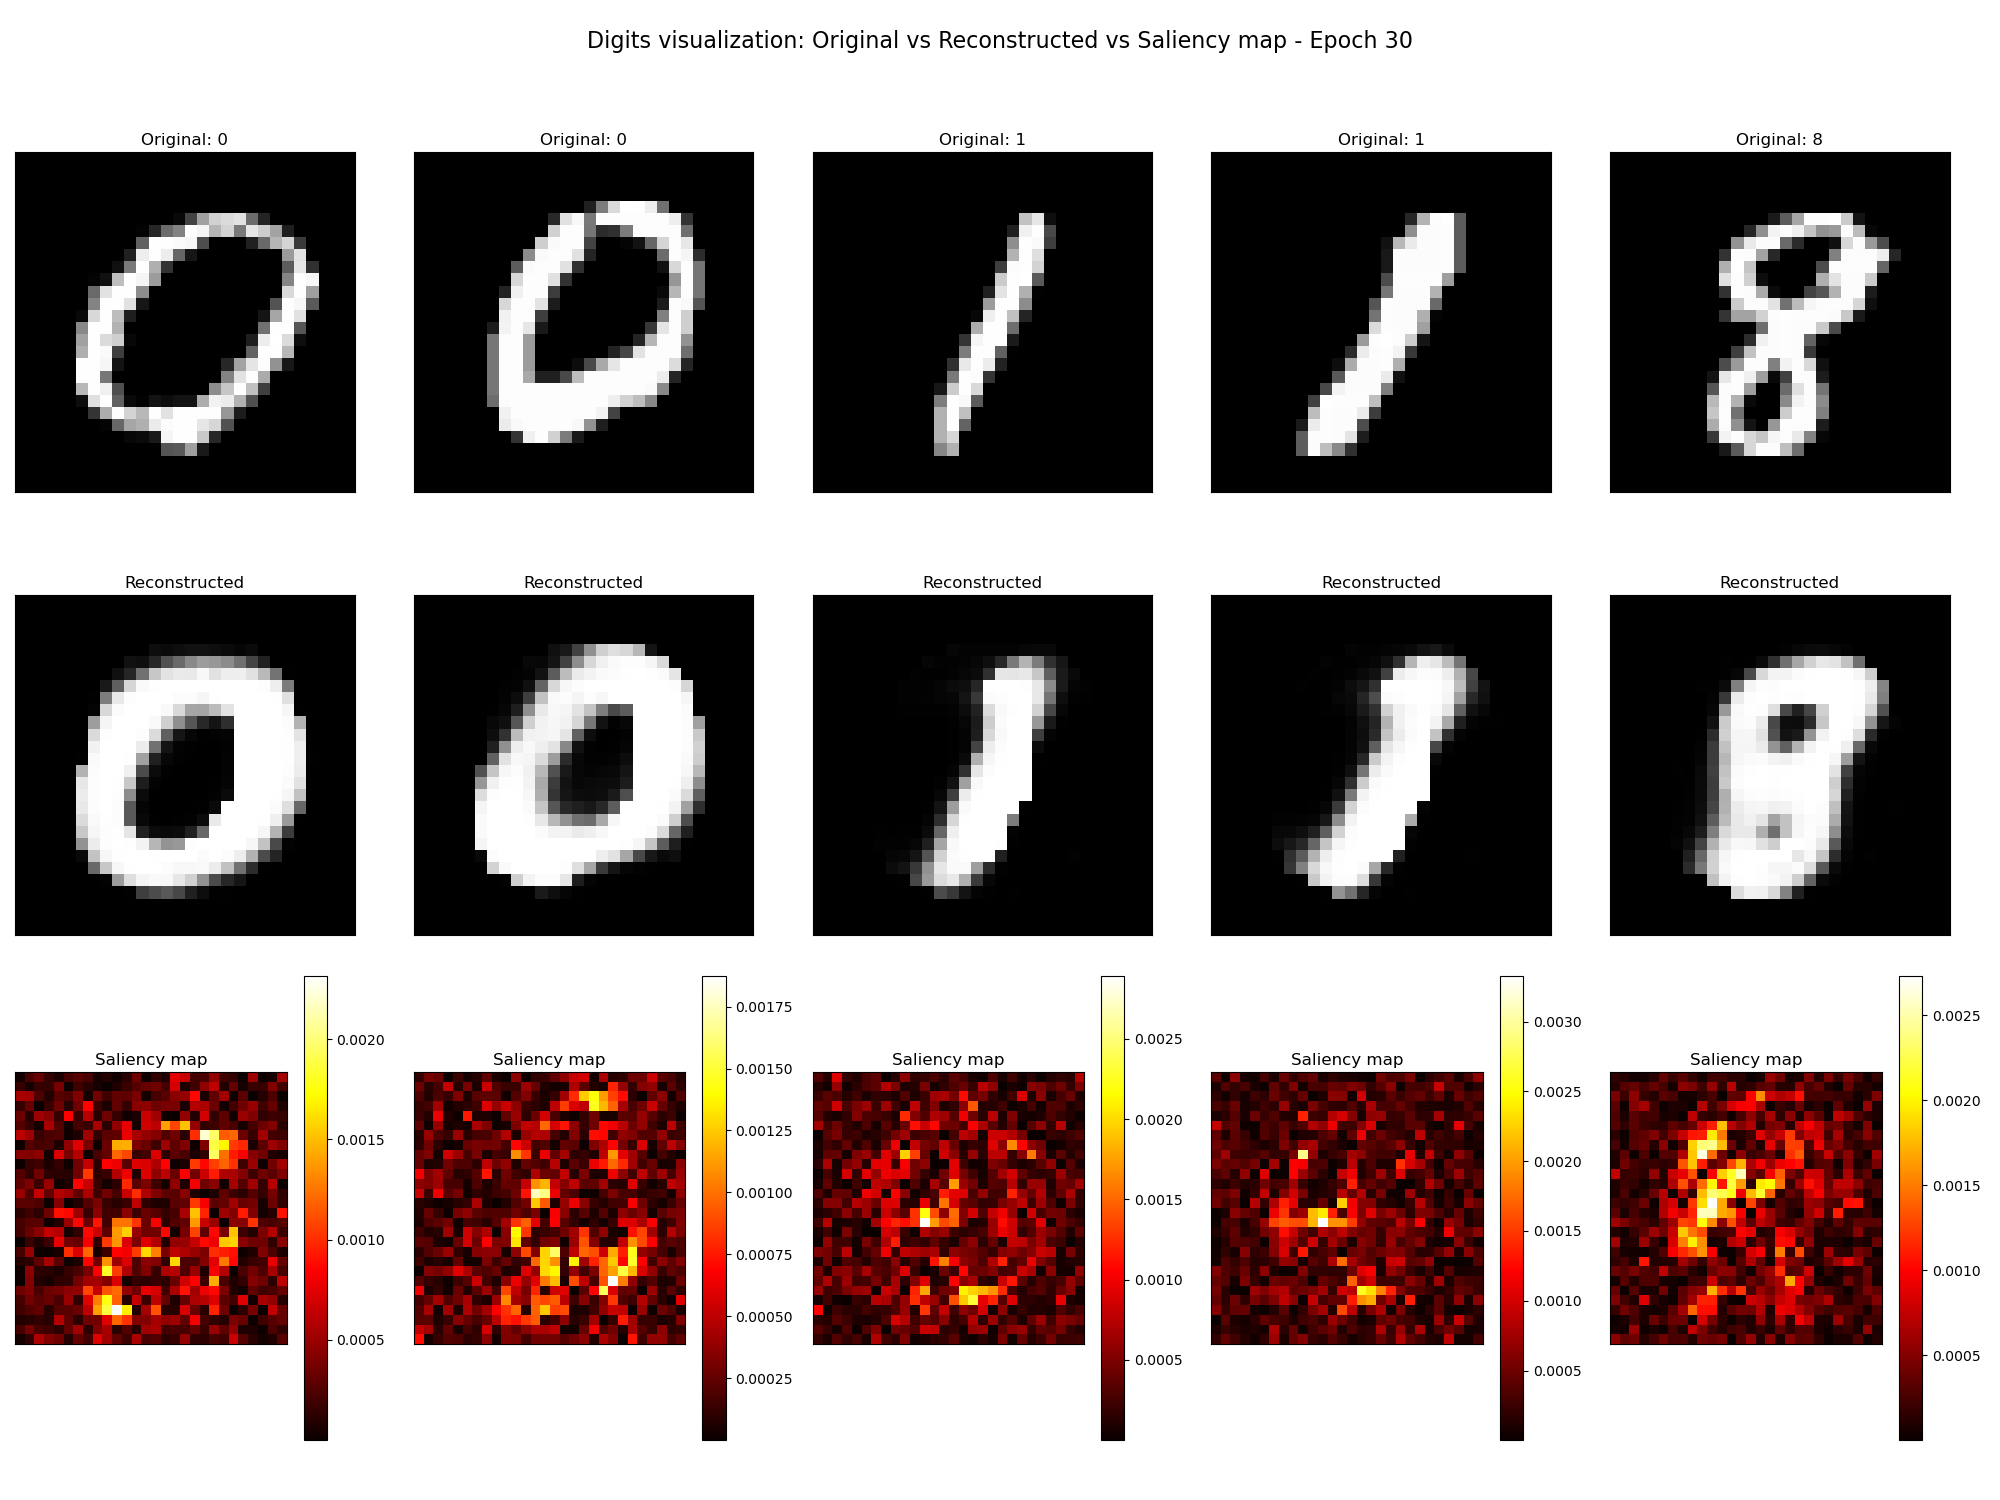 Digits visualization: Original vs Reconstructed vs Saliency map - Epoch 30
Original: 0
Original: 0
Original: 1
Original: 1
Original: 8
Reconstructed
Reconstructed
Reconstructed
Reconstructed
Reconstructed
Saliency map
0.0020
0.0015
0.0010
0.0005
Saliency map
0.00175
0.00150
0.00125
0.00100
0.00075
0.00050
0.00025
Saliency map
0.0025
0.0020
0.0015
0.0010
0.0005
Saliency map
0.0030
0.0025
0.0020
0.0015
0.0010
0.0005
Saliency map
0.0025
0.0020
0.0015
0.0010
0.0005